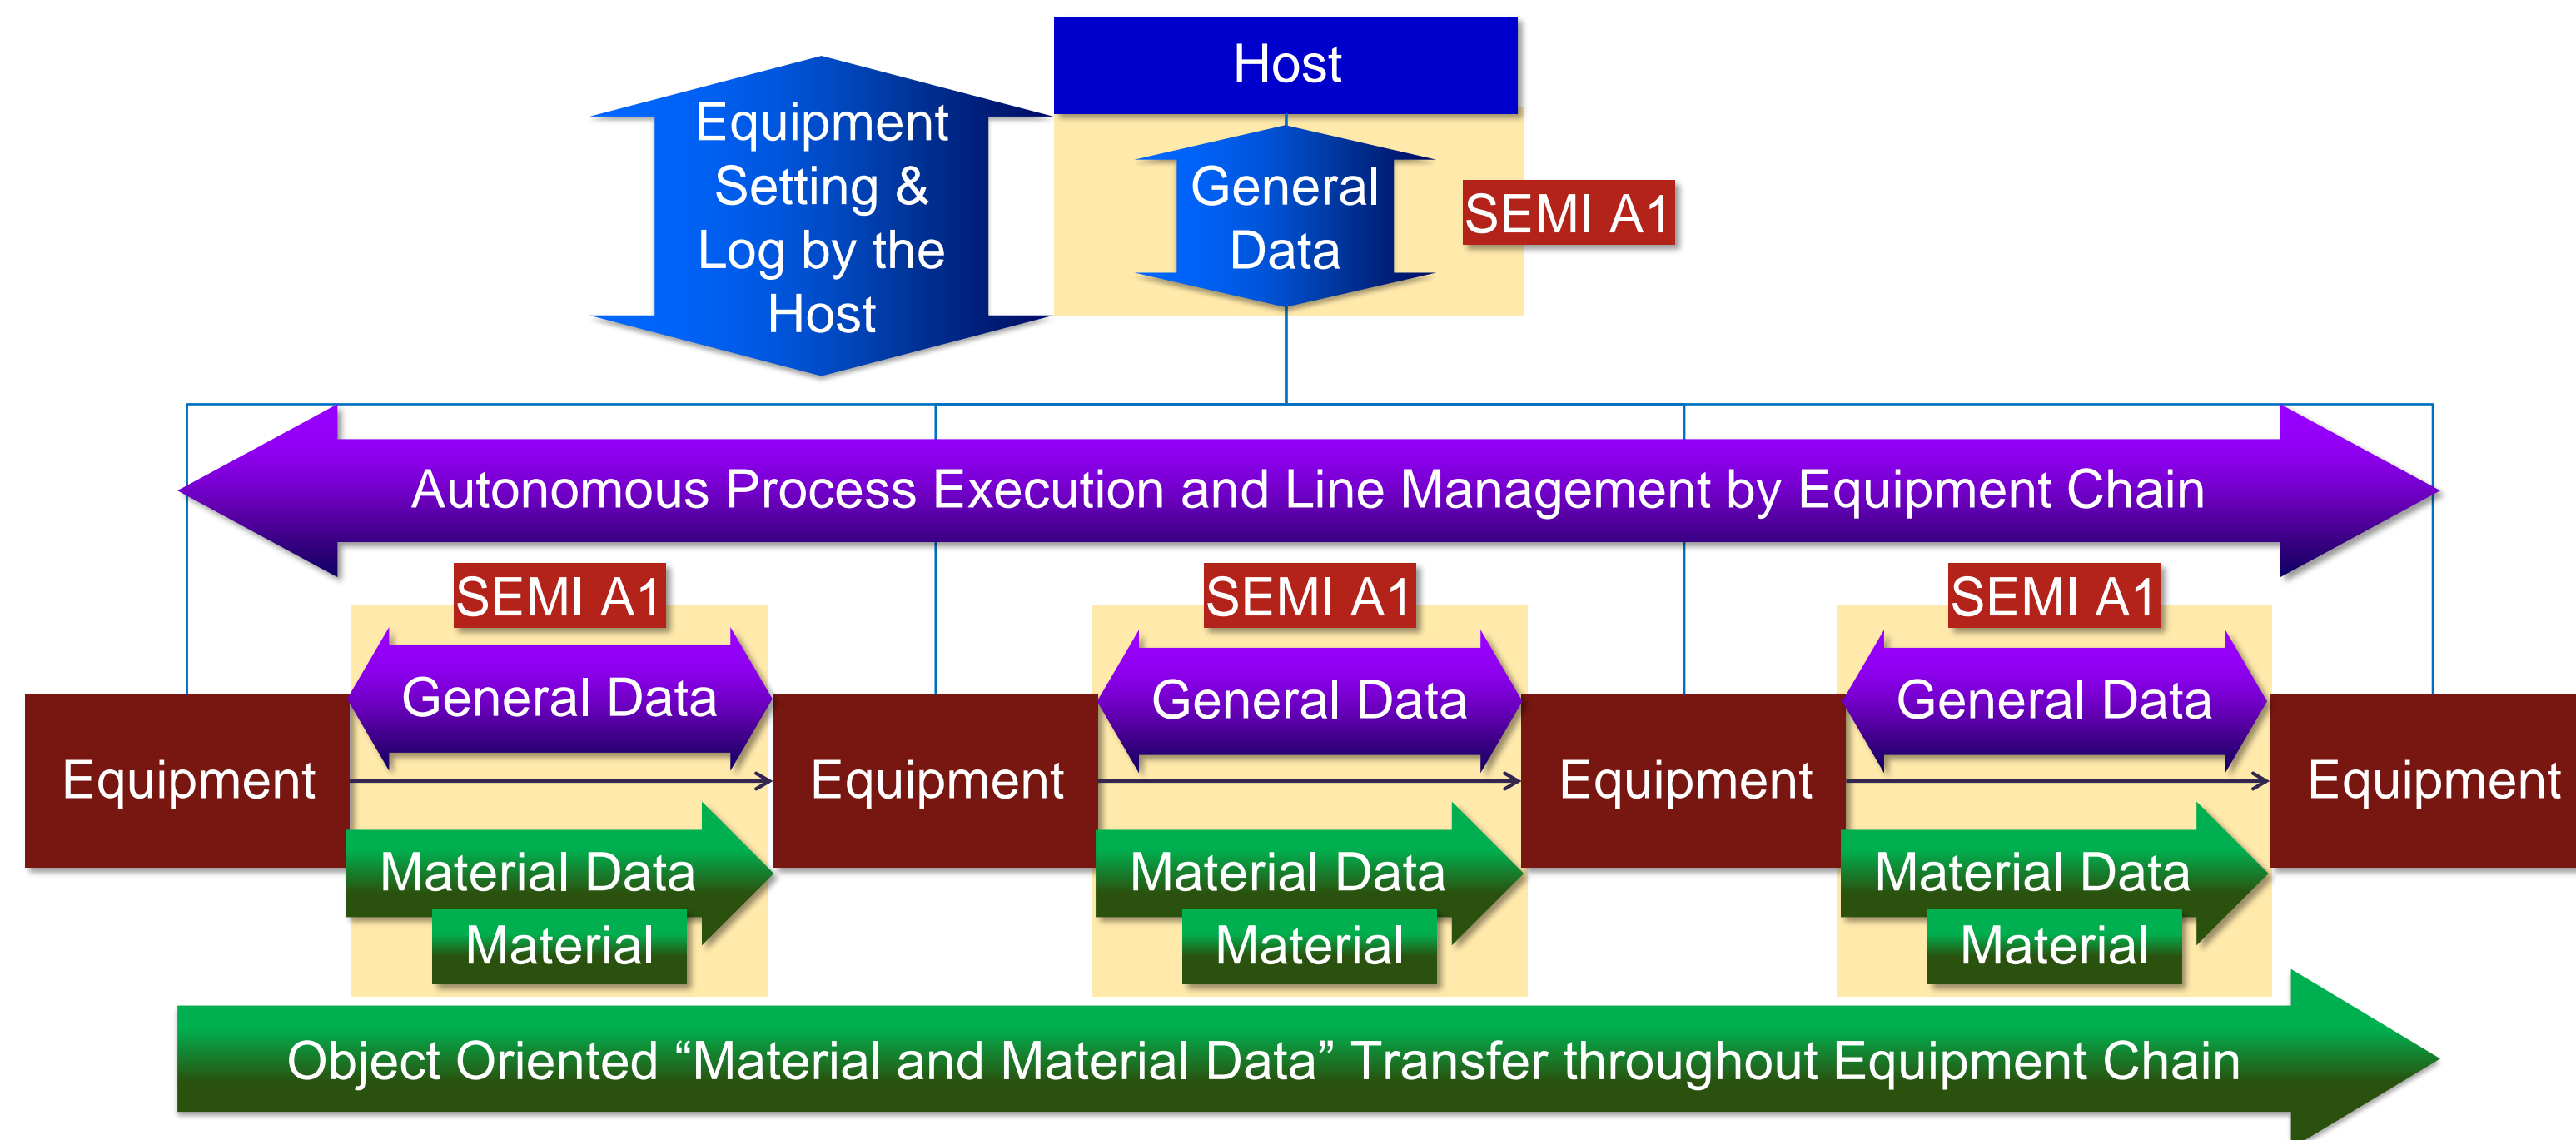 Host
Equipment
Setting &
Log by the
Host
General
Data
SEMI A1
Autonomous Process Execution and Line Management by Equipment Chain
SEMI A1
SEMI A1
SEMI A1
General Data
General Data
General Data
Equipment
Equipment
Equipment
Equipment
Material Data
Material Data
Material Data
Material
Material
Material
Object Oriented “Material and Material Data” Transfer throughout Equipment Chain